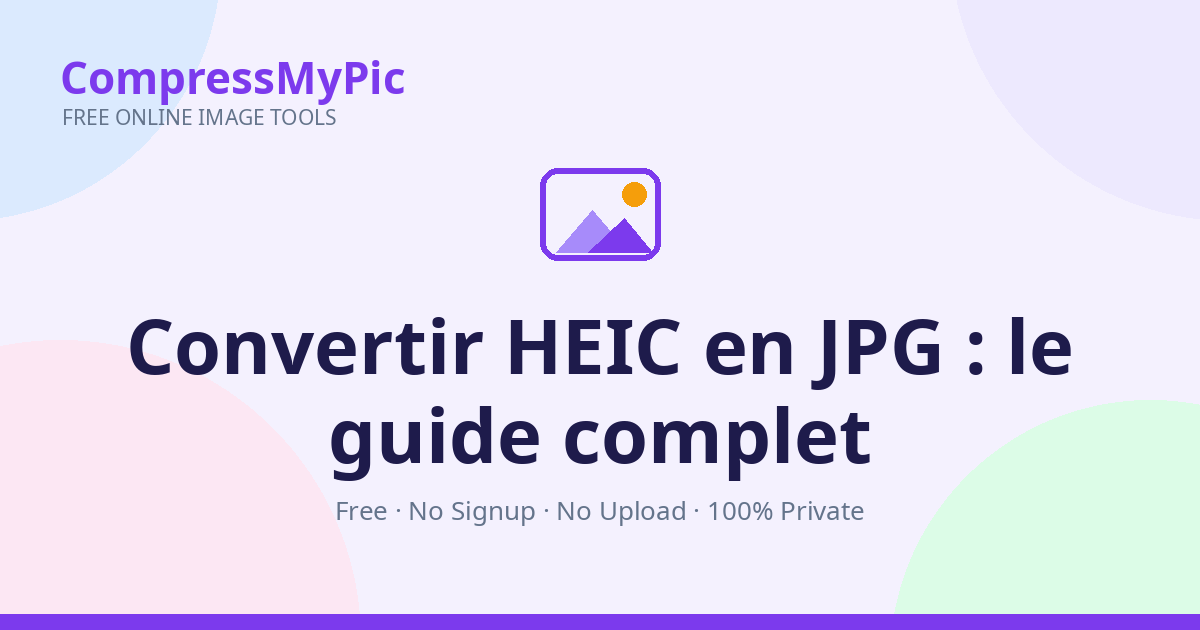 CompressMyPic
FREE ONLINE IMAGE TOOLS
Convertir HEIC en JPG : le
guide complet
Free · No Signup · No Upload · 100% Private